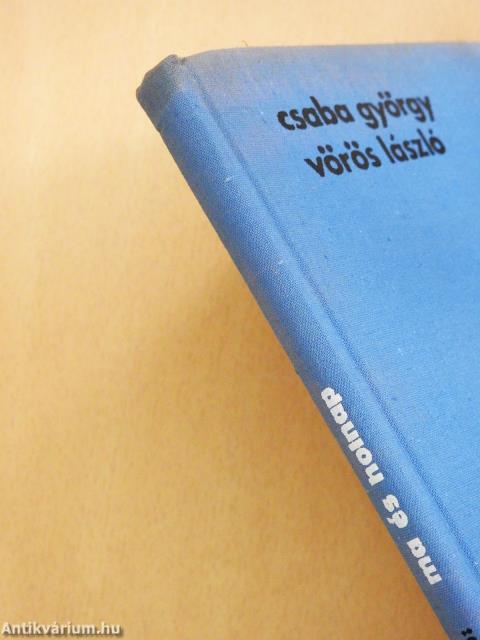 csaba györgy
vörös lászló
ma és holnap
Antikvárium.hu